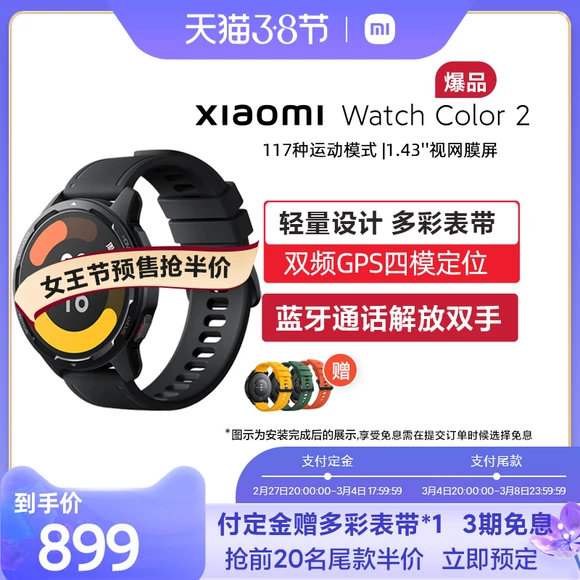 天猫3·8节
mi
爆品
xiaomi Watch Color 2
117种运动模式 |1.43''视网膜屏
轻量设计 多彩表带
双频GPS四模定位
女王节预售抢半价
蓝牙通话解放双手
赠
*图示为安装完成后的展示,享受免息需在提交订单时候选择免息
支付定金
支付尾款
2月27日20:00:00-3月4日 17:59:59
3月4日20:00:00-3月8日23:59:59
到手价
899
付定金赠多彩表带*1 3期免息
抢前20名尾款半价 立即预定